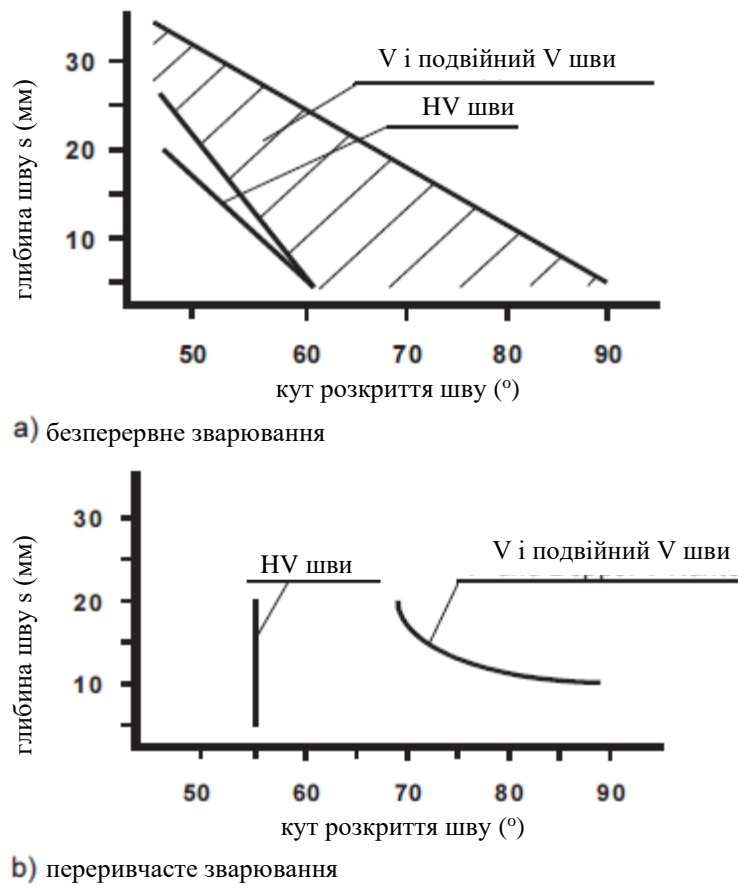 глибина шву s (мм)
30
20
10
V і подвійний V шви
HV шви
50 60 70 80 90
кут розкриття шву (º)
a) безперервне зварювання
глибина шву s (мм)
30
20
10
HV шви
V і подвійний V шви
50 60 70 80 90
кут розкриття шву (º)
b) переривчасте зварювання